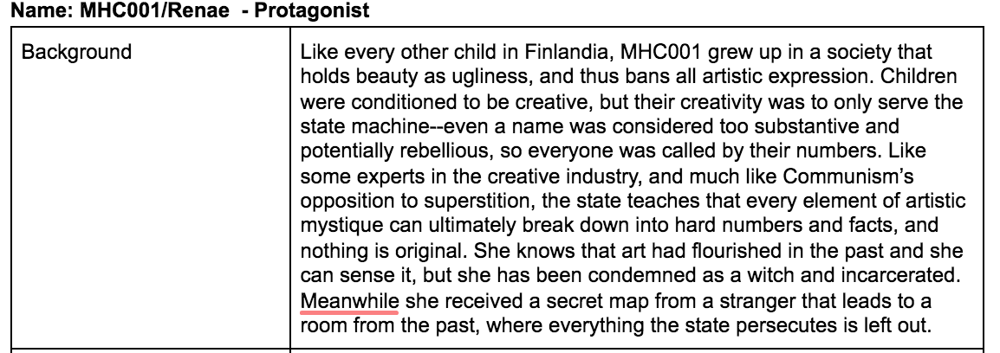 Name: MHC001/Renae  - Protagonist
Background
Like every other child in Finlandia, MHC001 grew up in a society that
holds beauty as ugliness, and thus bans all artistic expression. Children
were conditioned to be creative, but their creativity was to only serve the
state machine--even a name was considered too substantive and
potentially rebellious, so everyone was called by their numbers. Like
some experts in the creative industry, and much like Communism’s
opposition to superstition, the state teaches that every element of artistic
mystique can ultimately break down into hard numbers and facts, and
nothing is original. She knows that art had flourished in the past and she
can sense it, but she has been condemned as a witch and incarcerated.
Meanwhile she received a secret map from a stranger that leads to a
room from the past, where everything the state persecutes is left out.